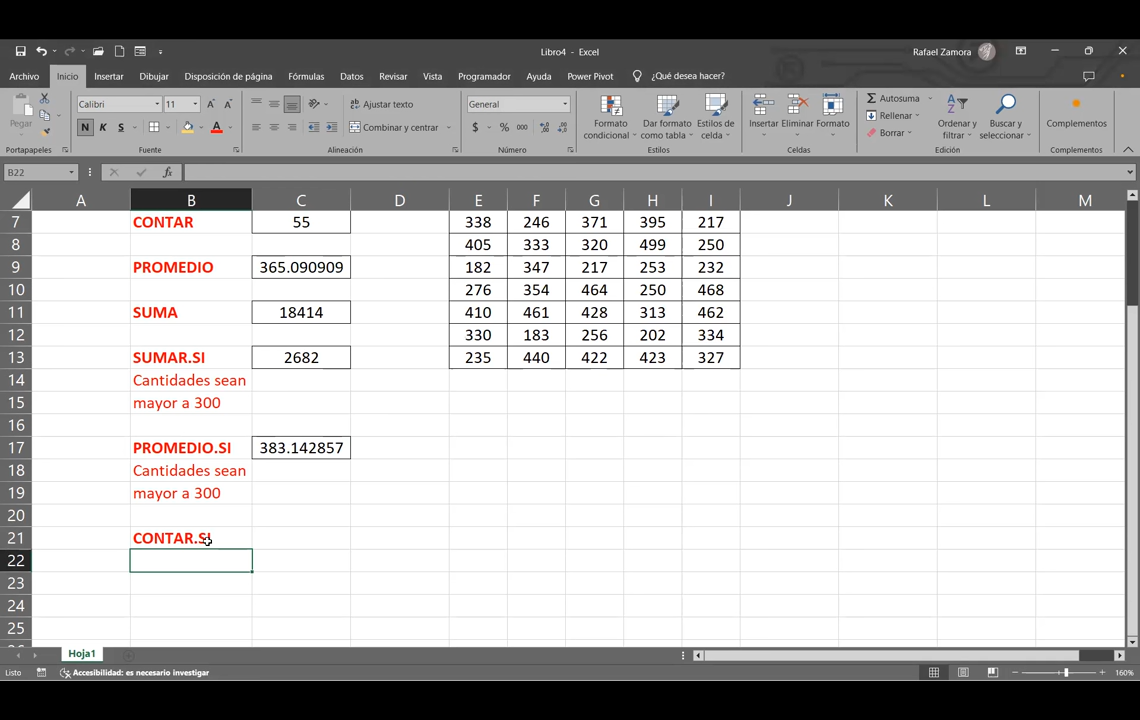 Libro4 - Excel
Rafael Zamora
Archivo Inicio Insertar Dibujar Disposición de página Fórmulas Datos Revisar Vista Programador Ayuda Power Pivot ¿Qué desea hacer?
Pegar
Calibri 11
N K S
Ajustar texto
Combinar y centrar
General
$ % 000
Formato condicional
Dar formato como tabla
Estilos de celda
Insertar Eliminar Formato
Autosuma
Rellenar
Borrar
Ordenar y filtrar
Buscar y seleccionar
Complementos
Portapapeles Fuente Alineación Número Estilos Celdas Edición Complementos
B22 fx
A B C D E F G H I J K L M
7 CONTAR 55 338 246 371 395 217
8 405 333 320 499 250
9 PROMEDIO 365.090909 182 347 217 253 232
10 276 354 464 250 468
11 SUMA 18414 410 461 428 313 462
12 330 183 256 202 334
13 SUMAR.SI 2682 235 440 422 423 327
14 Cantidades sean
15 mayor a 300
16
17 PROMEDIO.SI 383.142857
18 Cantidades sean
19 mayor a 300
20
21 CONTAR.SI
22
23
24
25
Hoja1
Listo Accesibilidad: es necesario investigar 160%